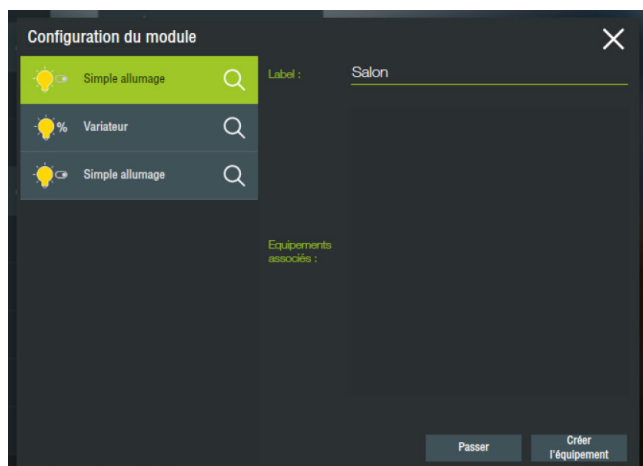 Configuration du module
Simple allumage
% Variateur
Simple allumage
Label :
Salon
Equipements
associés :
Passer
Créer
l'équipement